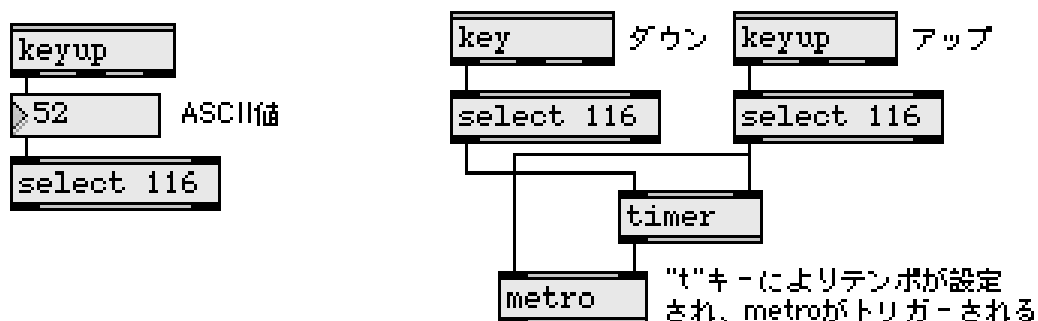 keyup
52 ASCII値
select 116
key ダウン keyup アップ
select 116 select 116
timer
metro
"t"キーによりテンポが設定
され、metroがトリガーされる